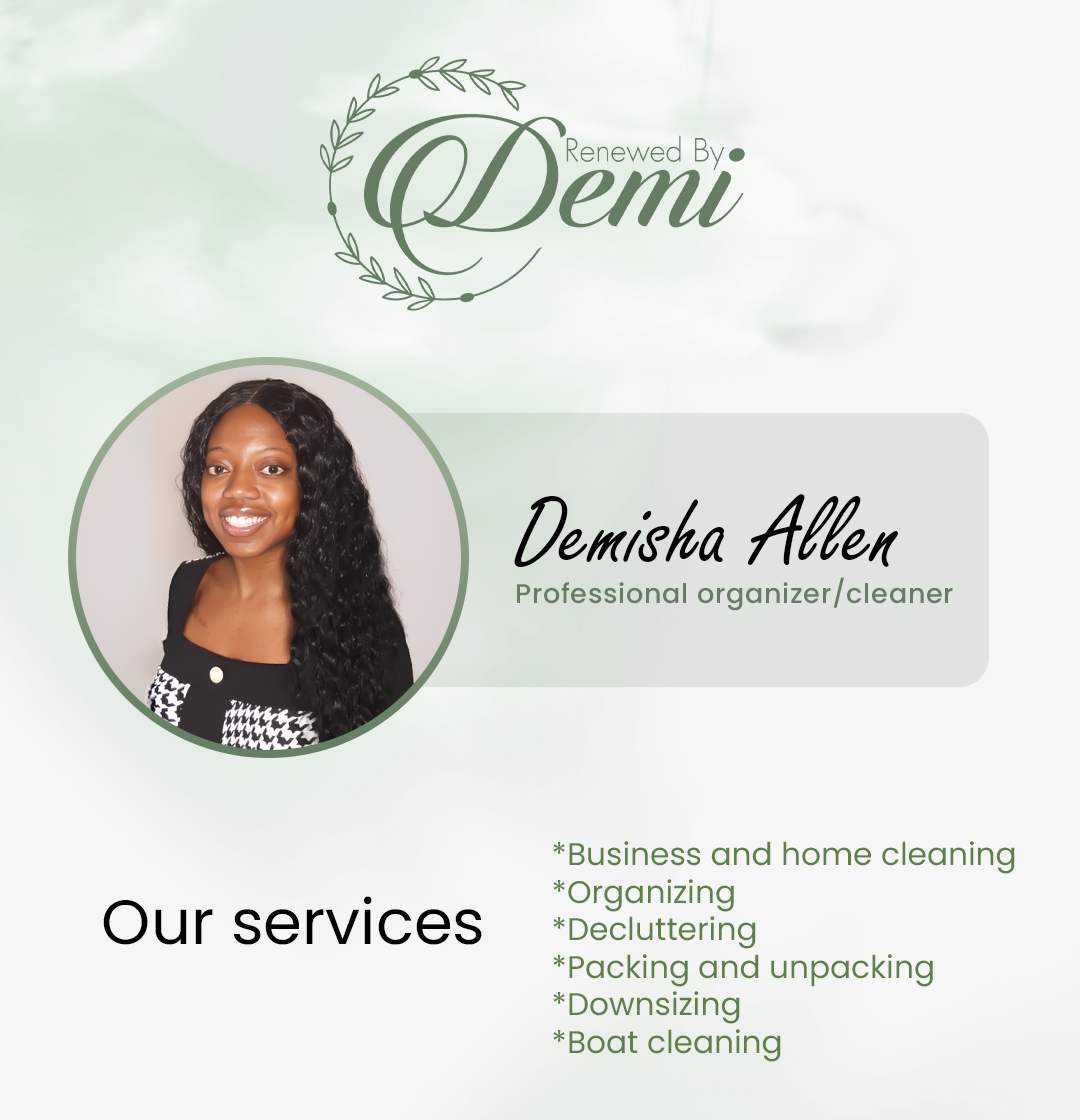 Renewed By
Demi
Demisha Allen
Professional organizer/cleaner
Our services
*Business and home cleaning
*Organizing
*Decluttering
*Packing and unpacking
*Downsizing
*Boat cleaning